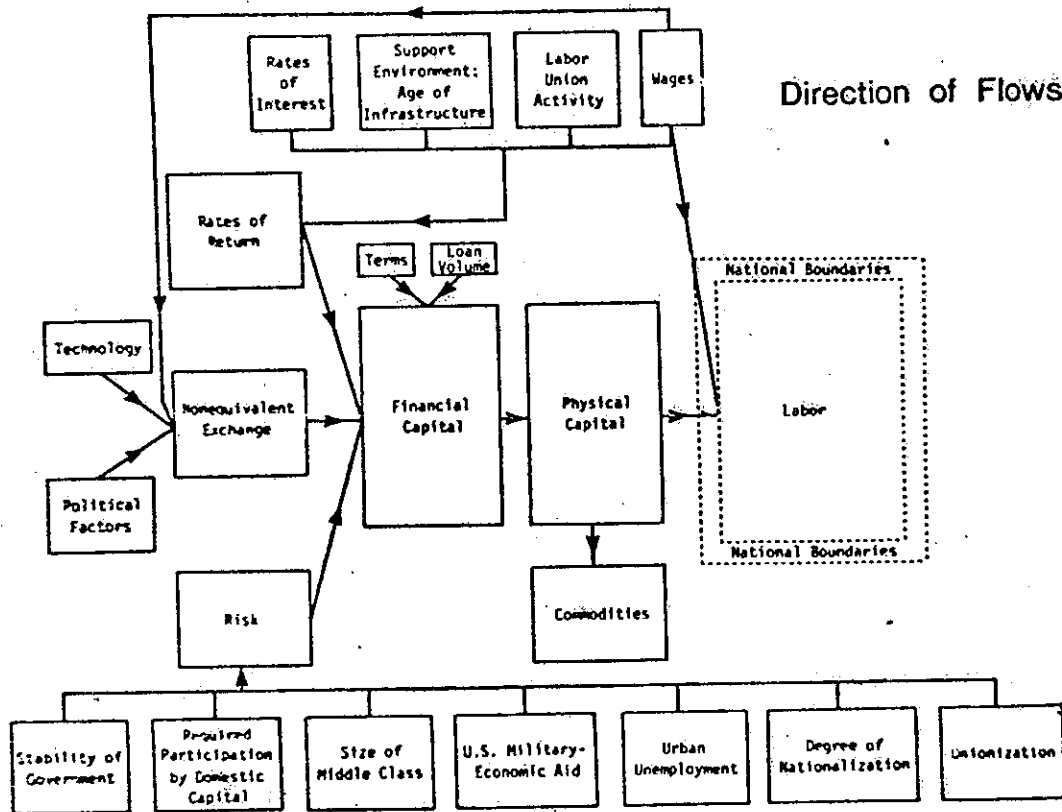 Direction of Flows
Rates
of
Interest
Support
Environment;
Age of
Infrastructure
Labor
Union
Activity
Wages
Rates of
Return
Terms
Loan
Volume
National Boundaries
Technology
Nonequivalent
Exchange
Financial
Capital
Physical
Capital
Labor
Political
Factors
National Boundaries
Risk
Commodities
Stability of
Government
Required
Participation
by Domestic
Capital
Size of
Middle Class
U.S. Military-
Economic Aid
Urban
Unemployment
Degree of
Nationalization
Unionization